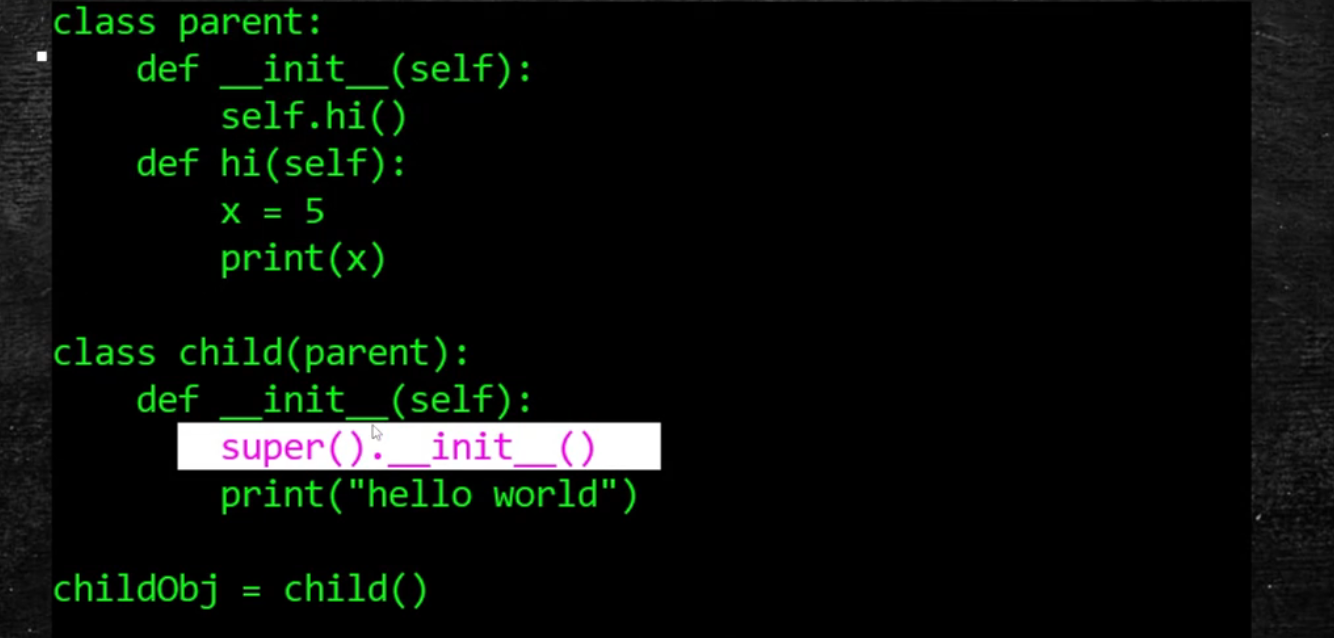 class parent:
    def __init__(self):
        self.hi()
    def hi(self):
        x = 5
        print(x)

class child(parent):
    def __init__(self):
        super().__init__()
        print("hello world")

childObj = child()